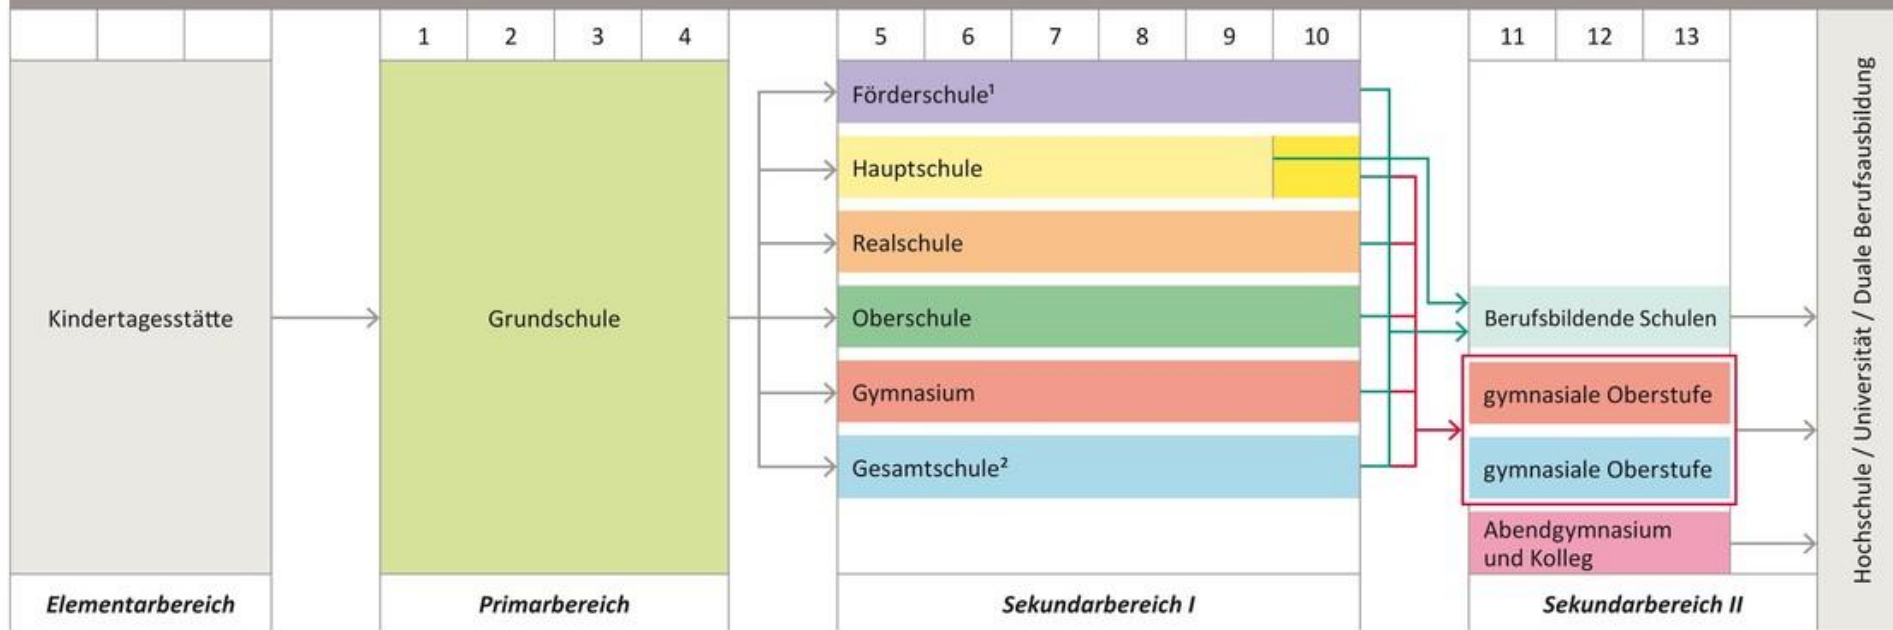 1 2 3 4 5 6 7 8 9 10 11 12 13
Kindertagesstätte
Grundschule
Förderschule¹
Hauptschule
Realschule
Oberschule
Gymnasium
Gesamtschule²
Berufsbildende Schulen
gymnasiale Oberstufe
gymnasiale Oberstufe
Abendgymnasium
und Kolleg
Hochschule / Universität / Duale Berufsausbildung
Elementarbereich
Primarbereich
Sekundarbereich I
Sekundarbereich II